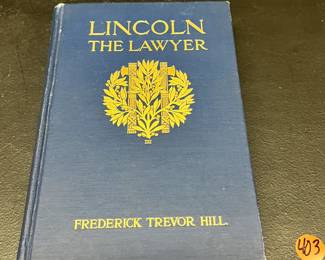 LINCOLN
THE LAWYER
FREDERICK TREVOR HILL.
403